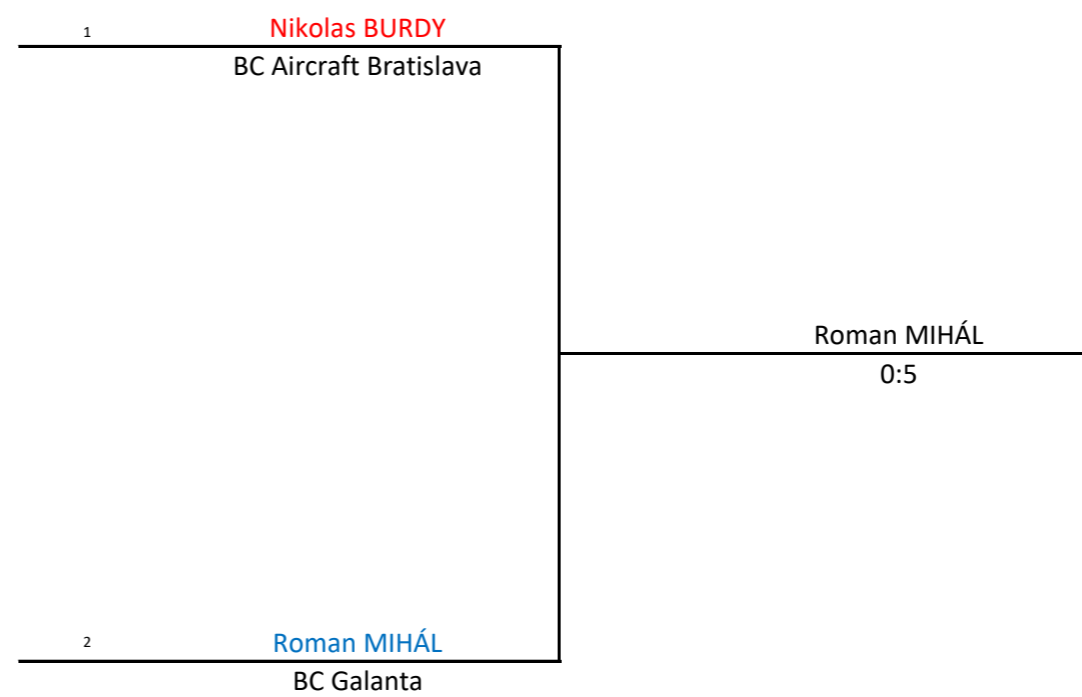 1 Nikolas BURDY
BC Aircraft Bratislava
Roman MIHÁL
0:5
2 Roman MIHÁL
BC Galanta